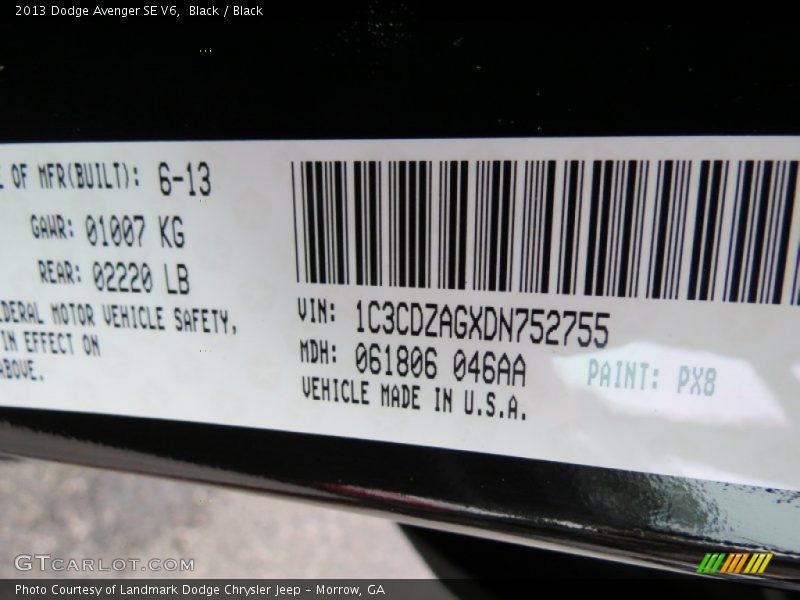 2013 Dodge Avenger SE V6,  Black / Black
E OF MFR(BUILT): 6-13
GAWR: 01007 KG
REAR: 02220 LB
EDERAL MOTOR VEHICLE SAFETY,
IN EFFECT ON
ABOVE.
VIN: 1C3CDZAGXDN752755
MDH: 061806 046AA
PAINT: PX8
VEHICLE MADE IN U.S.A.
GTCARLOT.COM
Photo Courtesy of Landmark Dodge Chrysler Jeep – Morrow, GA